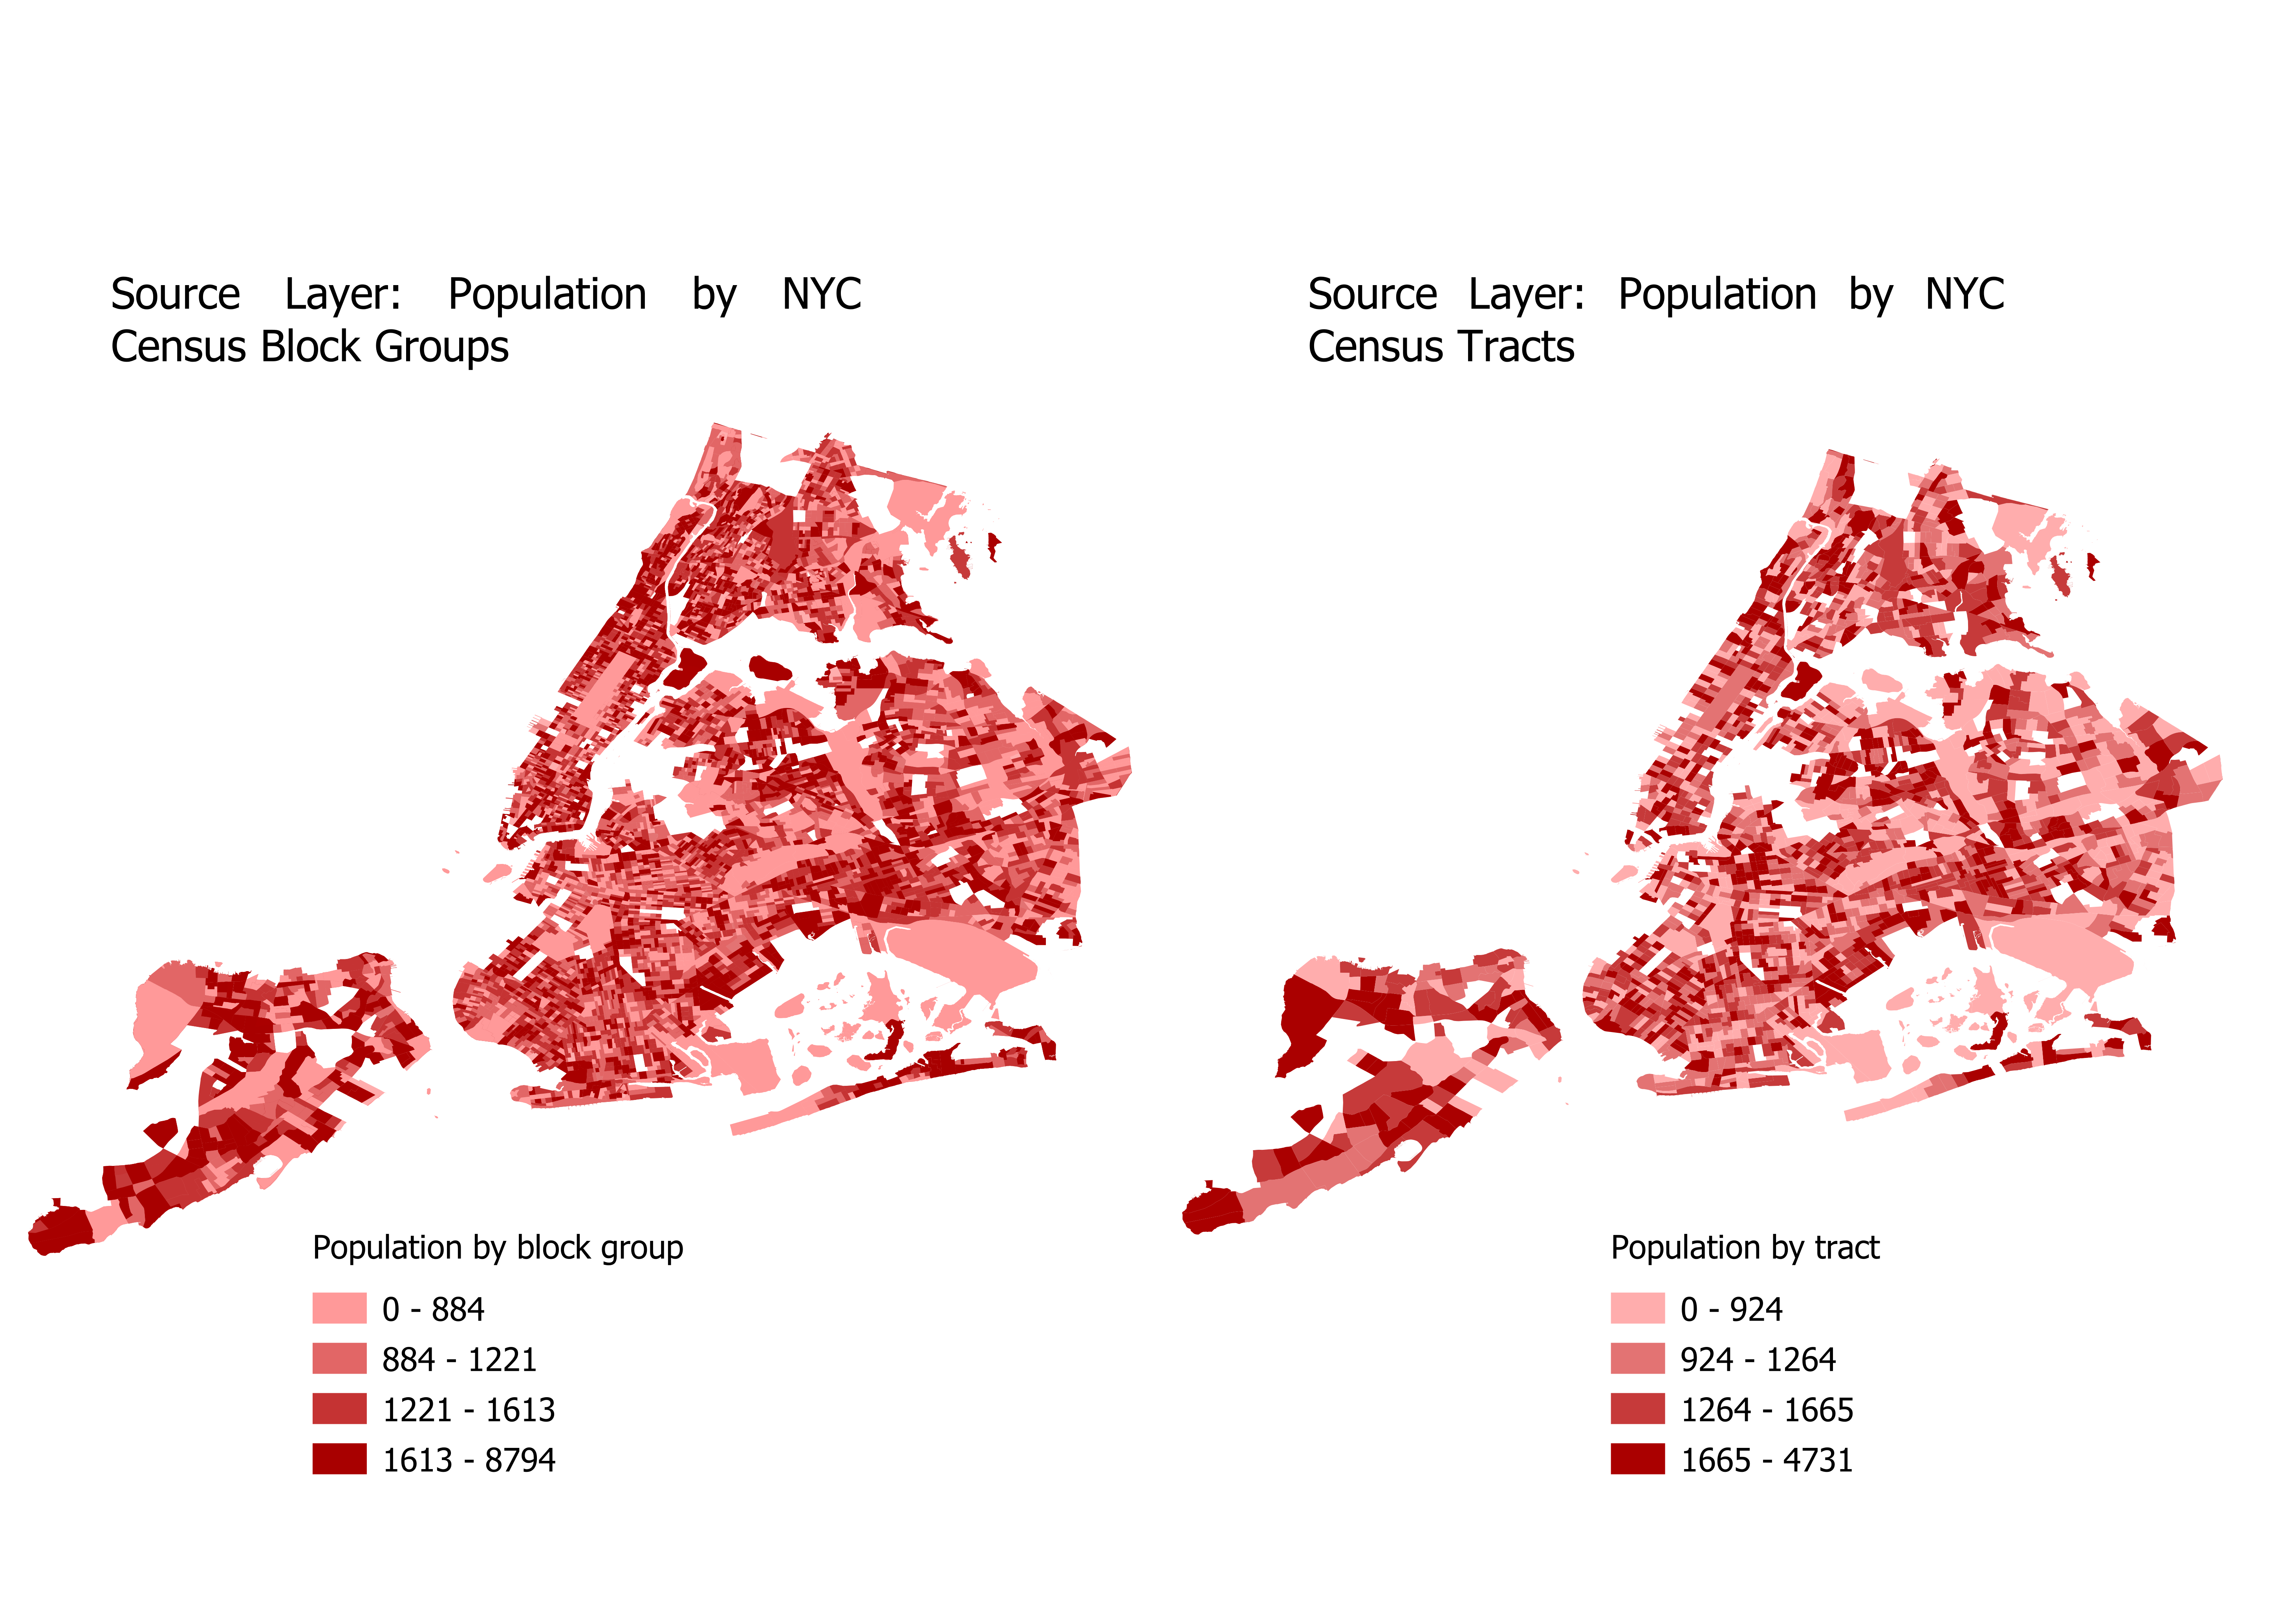 Source Layer: Population by NYC
Census Block Groups
Source Layer: Population by NYC
Census Tracts
Population by block group
0 - 884
884 - 1221
1221 - 1613
1613 - 8794
Population by tract
0 - 924
924 - 1264
1264 - 1665
1665 - 4731